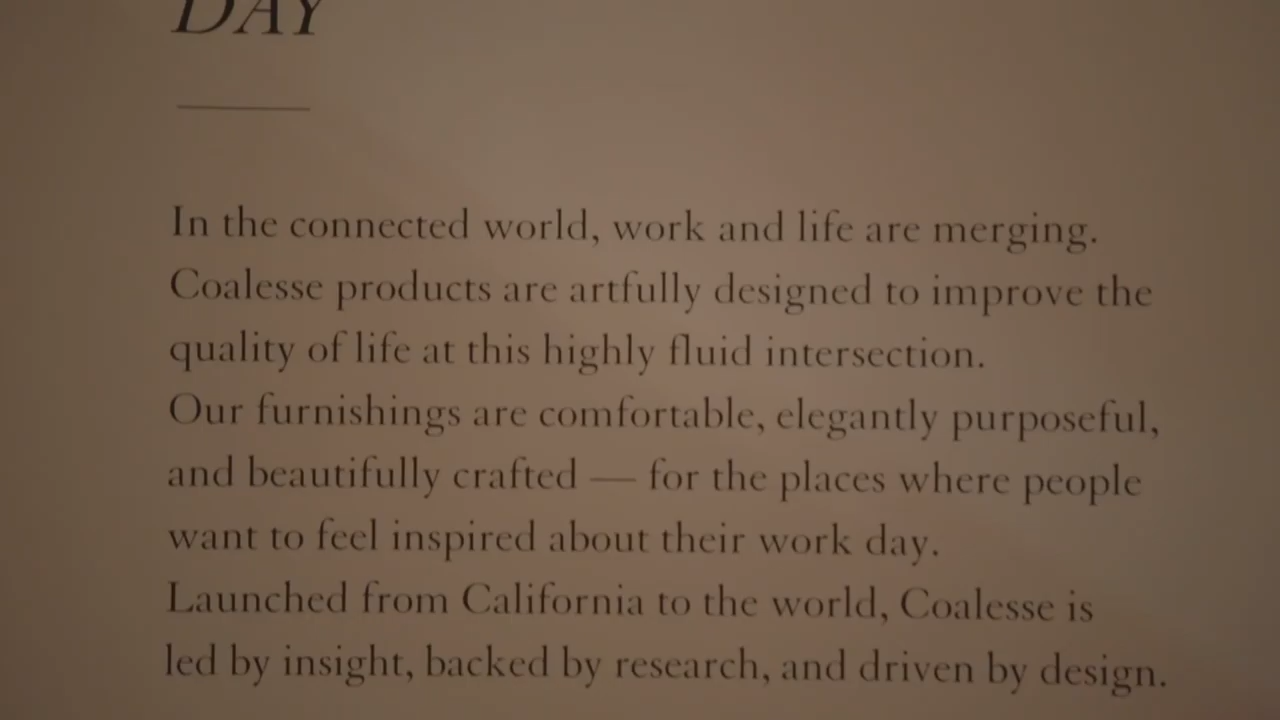 DAY
In the connected world, work and life are merging.
Coalesse products are artfully designed to improve the
quality of life at this highly fluid intersection.
Our furnishings are comfortable, elegantly purposeful,
and beautifully crafted — for the places where people
want to feel inspired about their work day.
Launched from California to the world, Coalesse is
led by insight, backed by research, and driven by design.